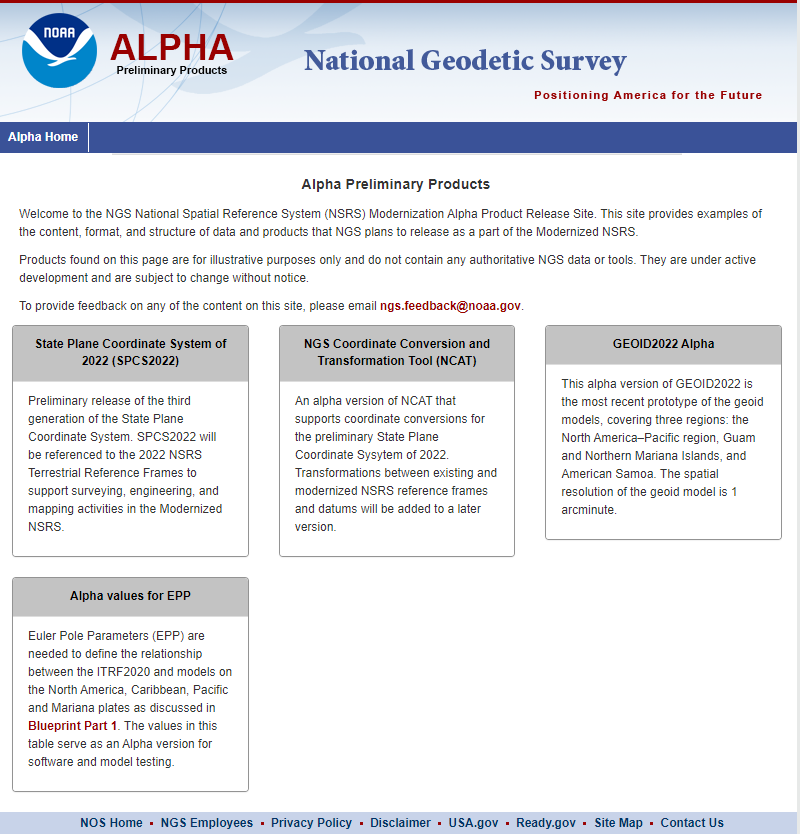 NOAA
ALPHA
Preliminary Products
National Geodetic Survey
Positioning America for the Future
Alpha Home
Alpha Preliminary Products
Welcome to the NGS National Spatial Reference System (NSRS) Modernization Alpha Product Release Site. This site provides examples of
the content, format, and structure of data and products that NGS plans to release as a part of the Modernized NSRS.
Products found on this page are for illustrative purposes only and do not contain any authoritative NGS data or tools. They are under active
development and are subject to change without notice.
To provide feedback on any of the content on this site, please email ngs.feedback@noaa.gov.
State Plane Coordinate System of
2022 (SPCS2022)
Preliminary release of the third
generation of the State Plane
Coordinate System. SPCS2022 will
be referenced to the 2022 NSRS
Terrestrial Reference Frames to
support surveying, engineering, and
mapping activities in the Modernized
NSRS.
NGS Coordinate Conversion and
Transformation Tool (NCAT)
An alpha version of NCAT that
supports coordinate conversions for
the preliminary State Plane
Coordinate Sysytem of 2022.
Transformations between existing and
modernized NSRS reference frames
and datums will be added to a later
version.
GEOID2022 Alpha
This alpha version of GEOID2022 is
the most recent prototype of the geoid
models, covering three regions: the
North America–Pacific region, Guam
and Northern Mariana Islands, and
American Samoa. The spatial
resolution of the geoid model is 1
arcminute.
Alpha values for EPP
Euler Pole Parameters (EPP) are
needed to define the relationship
between the ITRF2020 and models on
the North America, Caribbean, Pacific
and Mariana plates as discussed in
Blueprint Part 1. The values in this
table serve as an Alpha version for
software and model testing.
NOS Home ▪ NGS Employees ▪ Privacy Policy ▪ Disclaimer ▪ USA.gov ▪ Ready.gov ▪ Site Map ▪ Contact Us